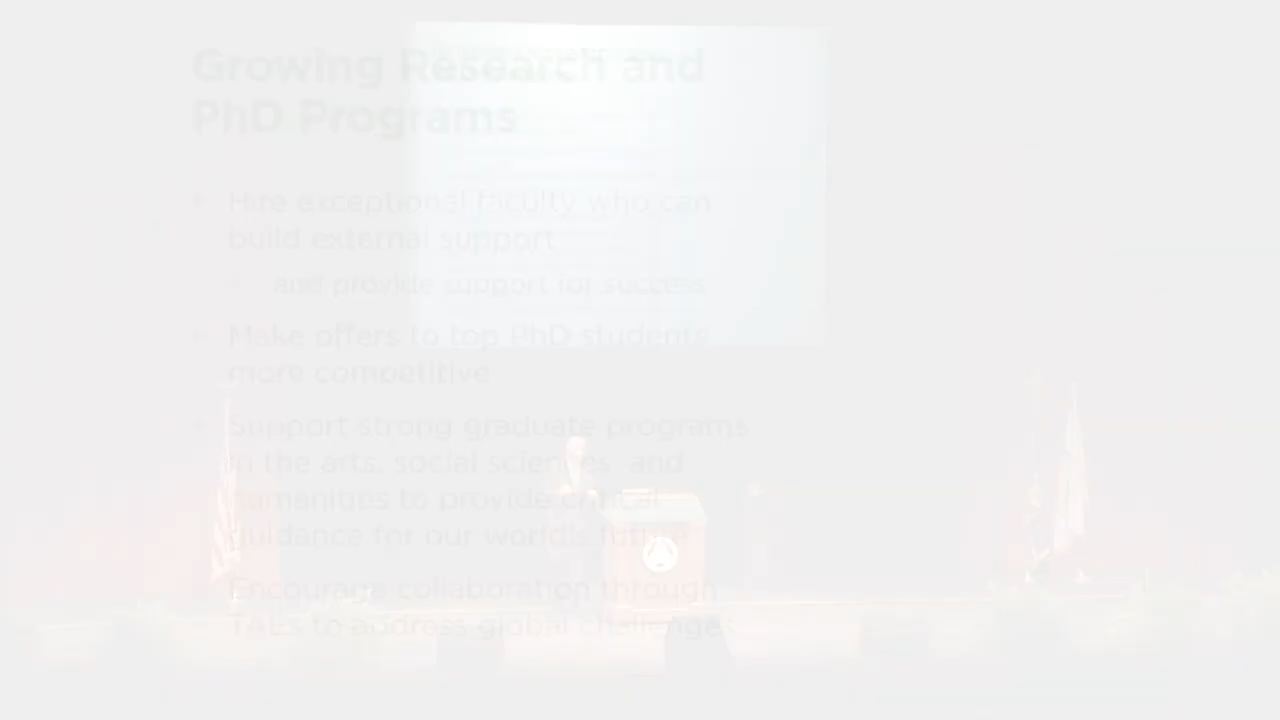 Growing Research and
PhD Programs
Hire exceptional faculty who can
build external support
and provide support for success
Make offers to top PhD students
more competitive
Support strong graduate programs
in the arts, social sciences, and
humanities to provide critical
guidance for our world's future
Encourage collaboration through
TAEs to address global challenges